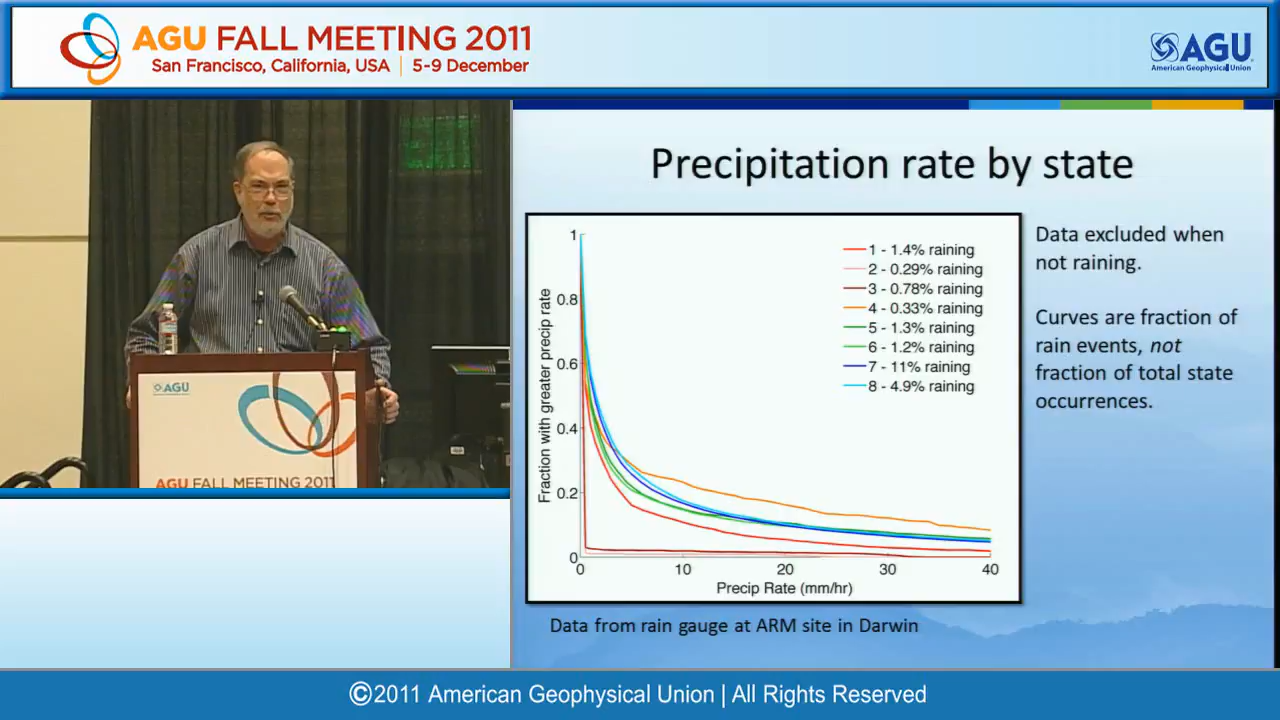 AGU FALL MEETING 2011
San Francisco, California, USA | 5-9 December
AGU
American Geophysical Union
AGU
AGU FALL MEETING 2011
Precipitation rate by state
Fraction with greater precip rate
1
0.8
0.6
0.4
0.2
0
0 10 20 30 40
Precip Rate (mm/hr)
1 - 1.4% raining
2 - 0.29% raining
3 - 0.78% raining
4 - 0.33% raining
5 - 1.3% raining
6 - 1.2% raining
7 - 11% raining
8 - 4.9% raining
Data excluded when
not raining.
Curves are fraction of
rain events, not
fraction of total state
occurrences.
Data from rain gauge at ARM site in Darwin
©2011 American Geophysical Union | All Rights Reserved